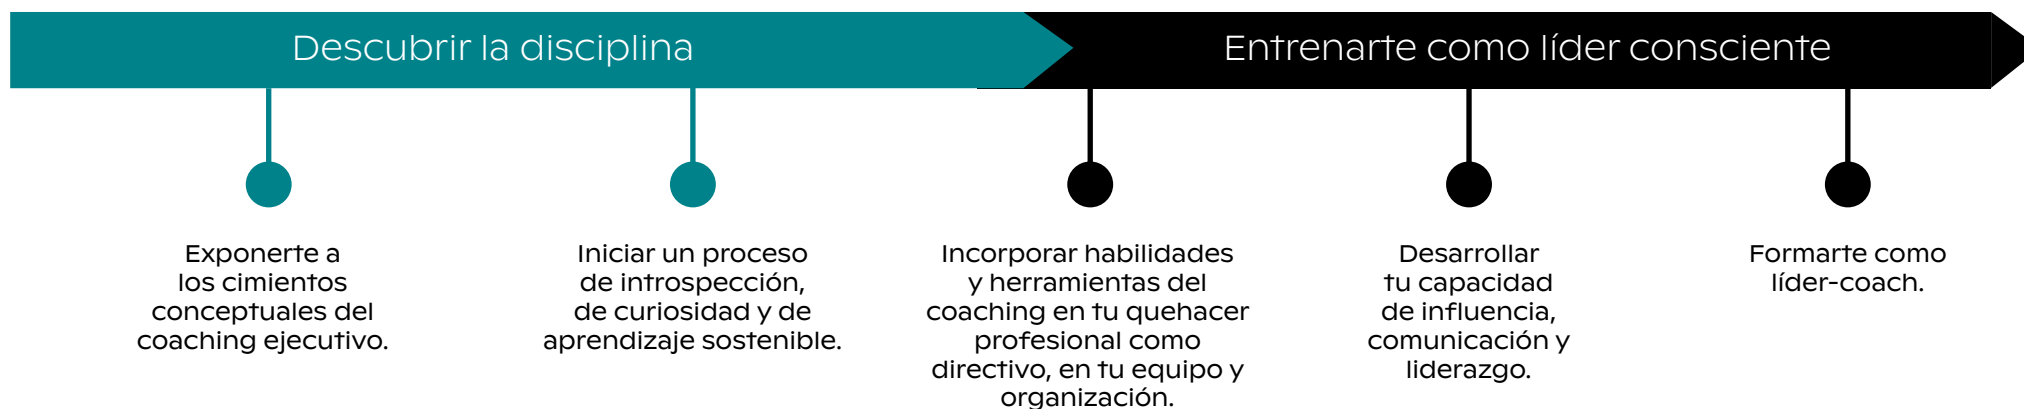 Descubrir la disciplina
Entrenarte como líder consciente
Exponerte a
los cimientos
conceptuales del
coaching ejecutivo.
Iniciar un proceso
de introspección,
de curiosidad y de
aprendizaje sostenible.
Incorporar habilidades
y herramientas del
coaching en tu quehacer
profesional como
directivo, en tu equipo y
organización.
Desarrollar
tu capacidad
de influencia,
comunicación y
liderazgo.
Formarte como
líder-coach.